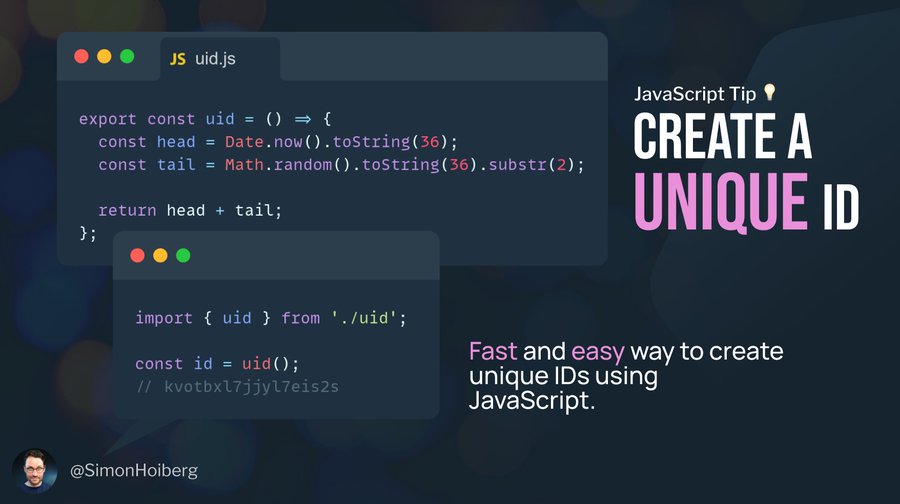 JS uid.js
export const uid = () => {
const head = Date.now().toString(36);
const tail = Math.random().toString(36).substr(2);
return head + tail;
};
import { uid } from './uid';
const id = uid();
// kvotbxl7jjyl7eis2s
JavaScript Tip
CREATE A
UNIQUE ID
Fast and easy way to create
unique IDs using
JavaScript.
@SimonHoiberg